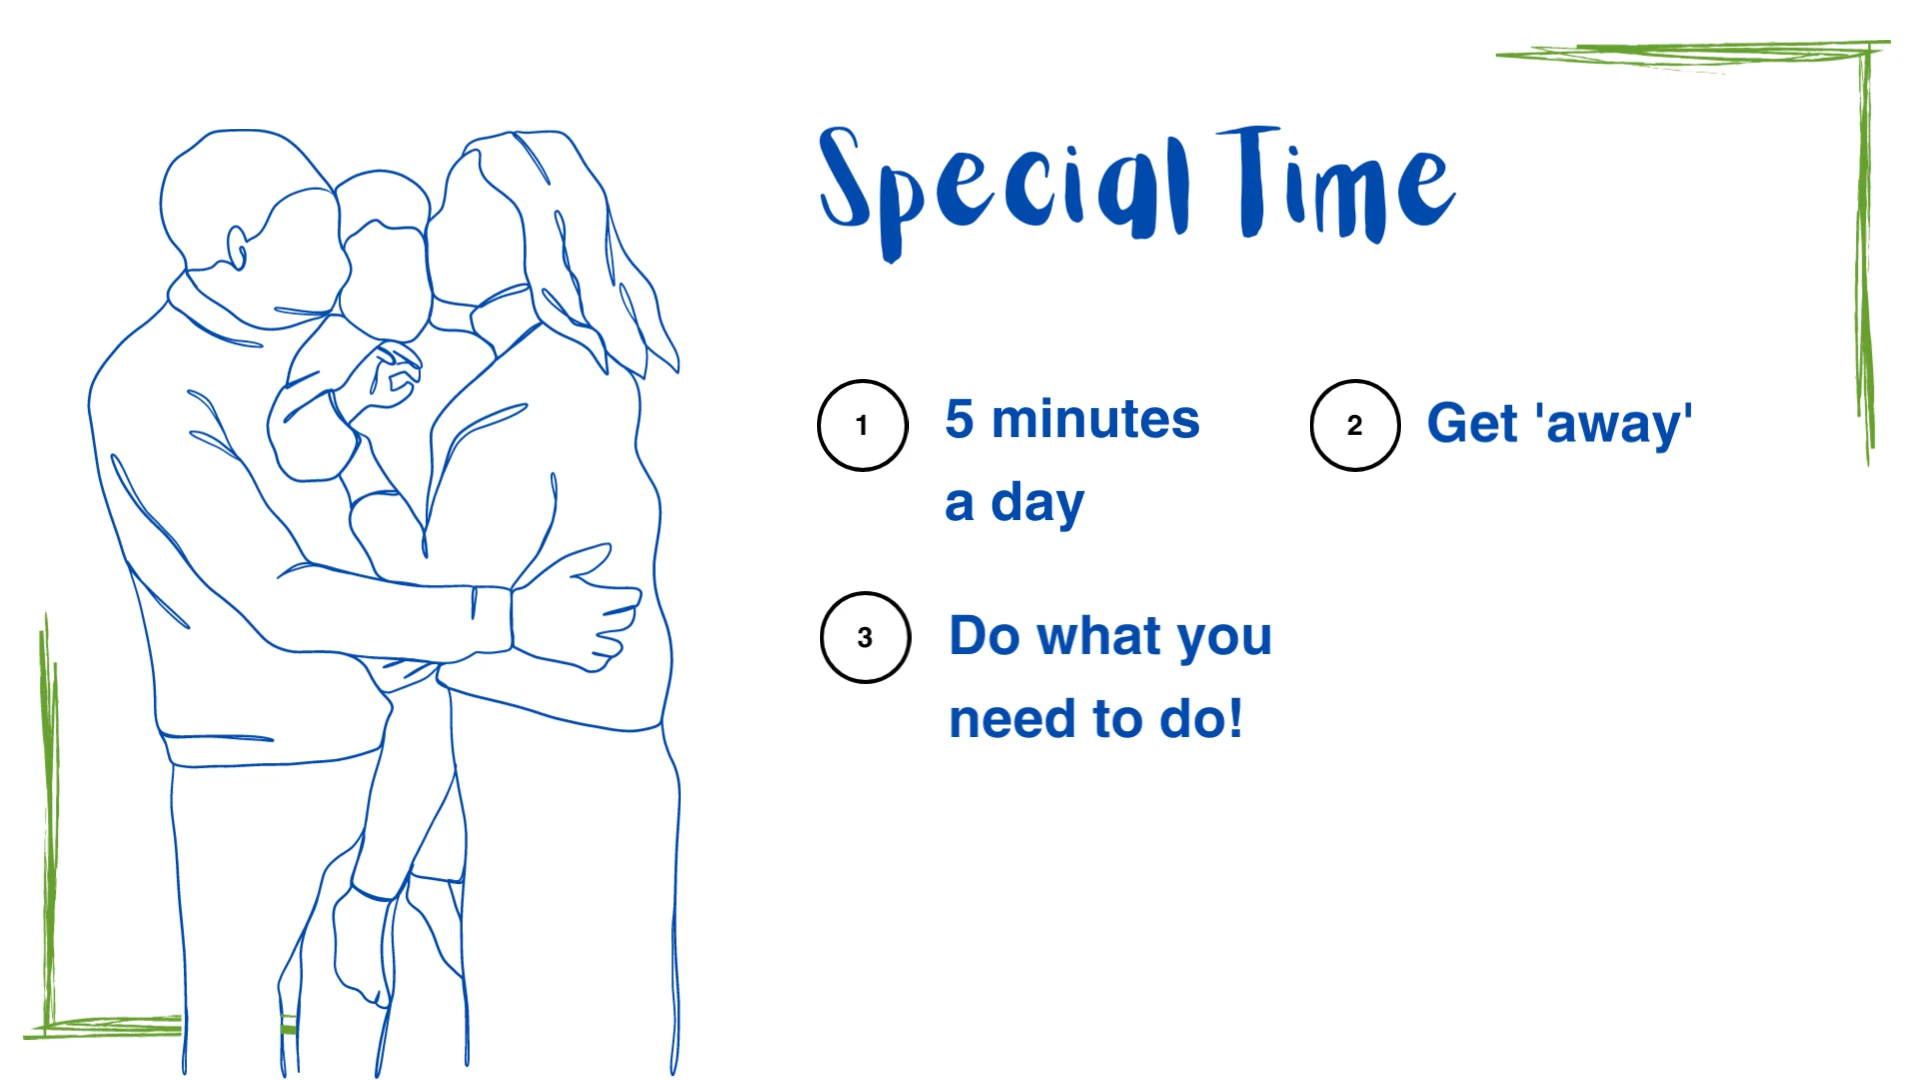 Special Time
1
5 minutes
a day
2
Get 'away'
3
Do what you
need to do!